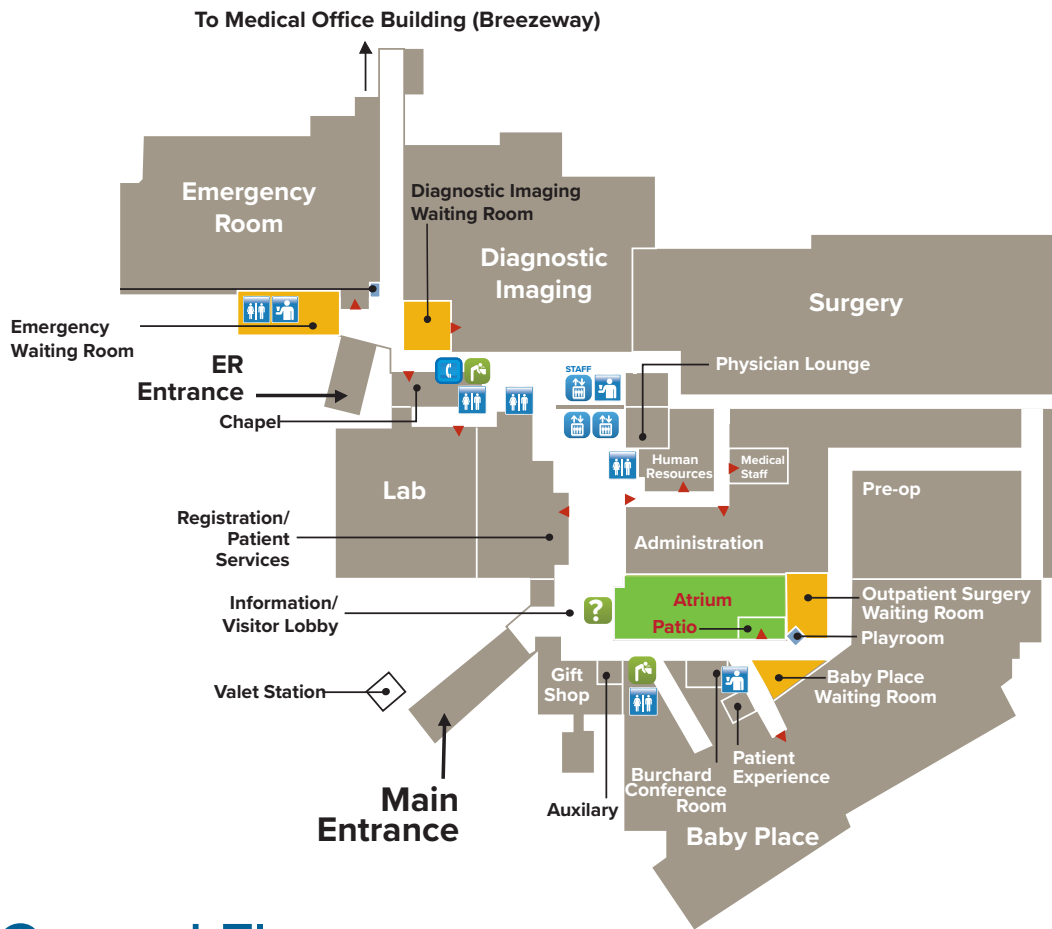 To Medical Office Building (Breezeway)
Emergency
Room
Diagnostic Imaging
Waiting Room
Diagnostic
Imaging
Surgery
Emergency
Waiting Room
ER
Entrance
STAFF
Physician Lounge
Chapel
Human
Resources
Medical
Staff
Lab
Pre-op
Registration/
Patient
Services
Administration
Information/
Visitor Lobby
?
Atrium
Patio
Outpatient Surgery
Waiting Room
Playroom
Valet Station
Gift
Shop
Baby Place
Waiting Room
Patient
Experience
Burchard
Conference
Room
Auxilary
Main
Entrance
Baby Place